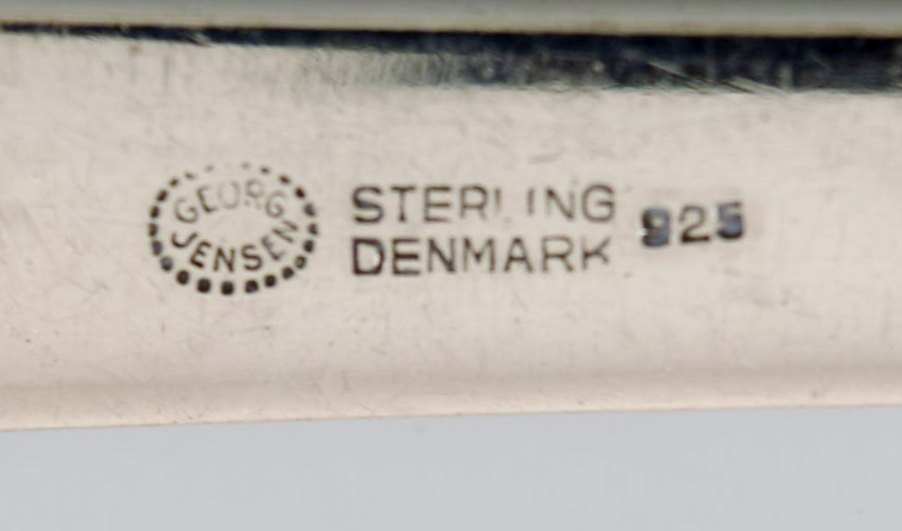 GEORG
JENSEN
STERLING
DENMARK
925